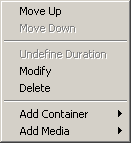 Move Up
Move Down
Undefine Duration
Modify
Delete
Add Container
Add Media